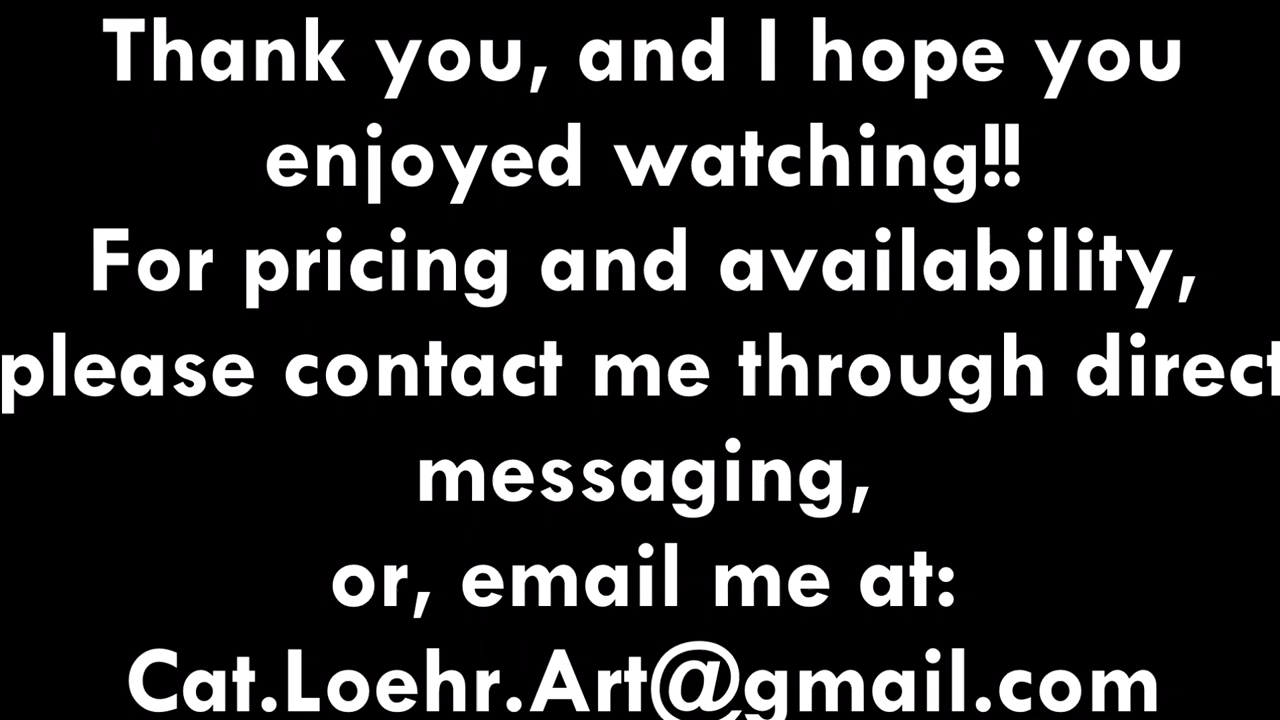 Thank you, and I hope you
enjoyed watching!!
For pricing and availability,
please contact me through direct
messaging,
or, email me at:
Cat.Loehr.Art@gmail.com